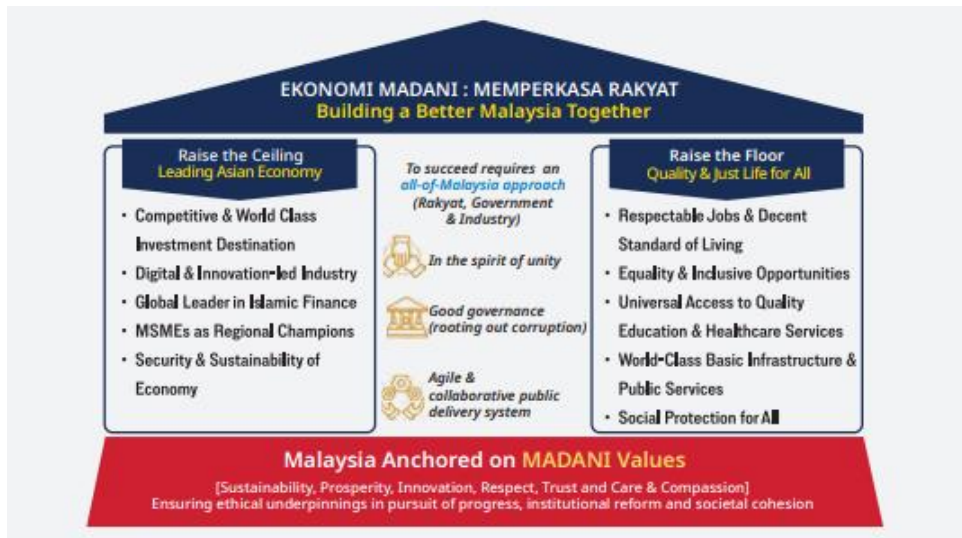 EKONOMI MADANI : MEMPERKASA RAKYAT
Building a Better Malaysia Together
Raise the Ceiling
Leading Asian Economy
• Competitive & World Class
Investment Destination
• Digital & Innovation-led Industry
• Global Leader in Islamic Finance
• MSMEs as Regional Champions
• Security & Sustainability of
Economy
To succeed requires an
all-of-Malaysia approach
(Rakyat, Government
& Industry)
In the spirit of unity
Good governance
(rooting out corruption)
Agile &
collaborative public
delivery system
Raise the Floor
Quality & Just Life for All
• Respectable Jobs & Decent
Standard of Living
• Equality & Inclusive Opportunities
• Universal Access to Quality
Education & Healthcare Services
• World-Class Basic Infrastructure &
Public Services
• Social Protection for All
Malaysia Anchored on MADANI Values
[Sustainability, Prosperity, Innovation, Respect, Trust and Care & Compassion]
Ensuring ethical underpinnings in pursuit of progress, institutional reform and societal cohesion